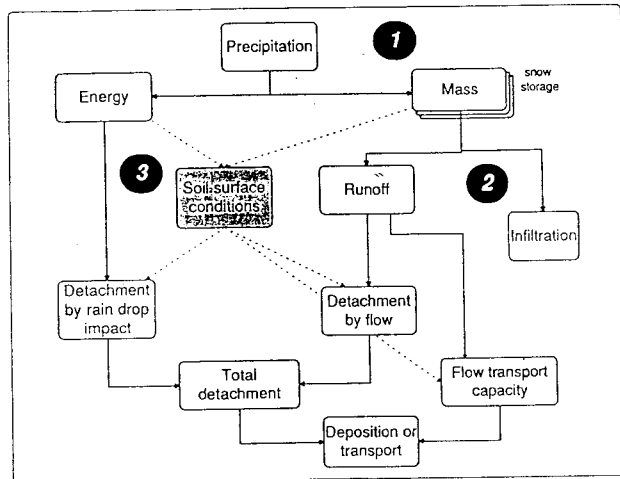 Precipitation
1
snow
storage
Energy
Mass
3
Soil surface
conditions
Runoff
2
Infiltration
Detachment
by rain drop
impact
Detachment
by flow
Total
detachment
Flow transport
capacity
Deposition or
transport